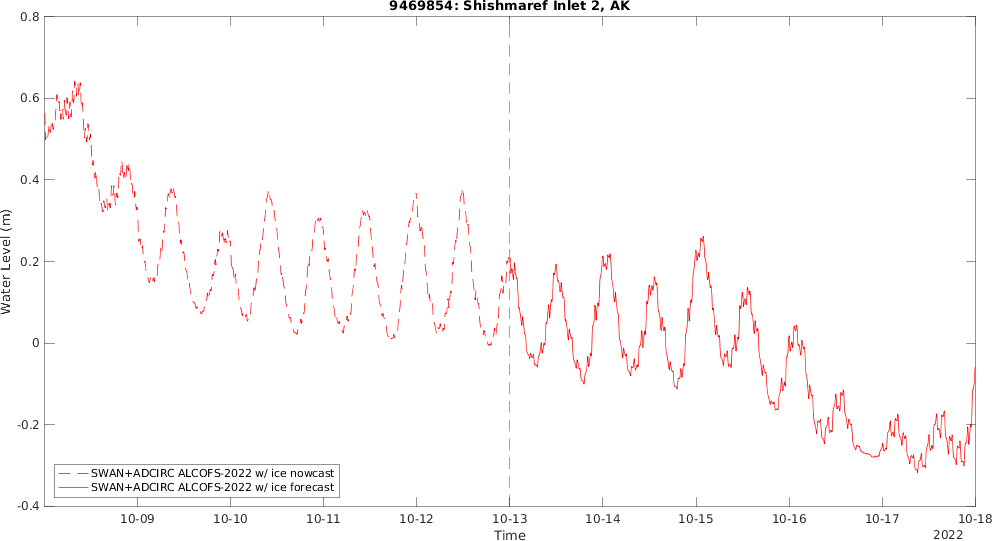 9469854: Shishmaref Inlet 2, AK
0.8
0.6
0.4
0.2
0
-0.2
-0.4
Water Level (m)
SWAN+ADCIRC ALCOFS-2022 w/ ice nowcast
SWAN+ADCIRC ALCOFS-2022 w/ ice forecast
10-09 10-10 10-11 10-12 10-13 10-14 10-15 10-16 10-17 10-18
Time
2022